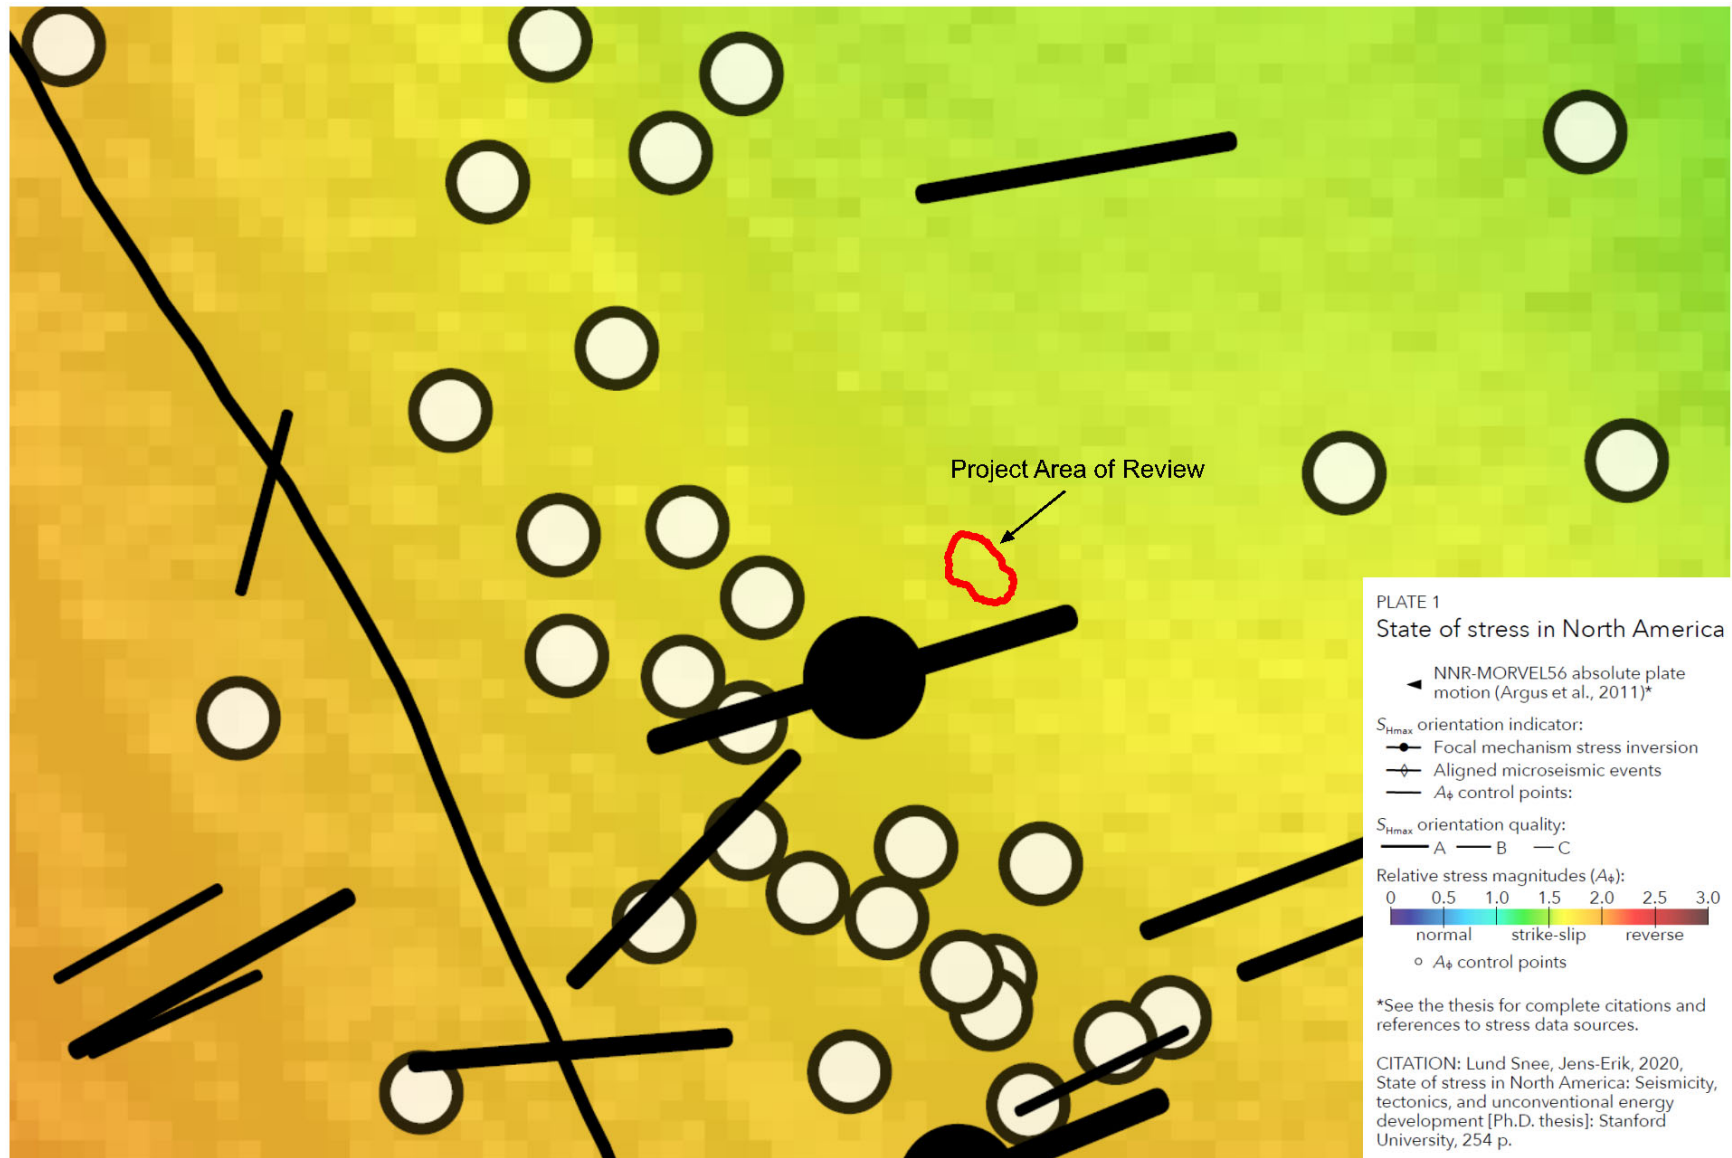 Project Area of Review
PLATE 1
State of stress in North America
NNR-MORVEL56 absolute plate
motion (Argus et al., 2011)*
SHmax orientation indicator:
Focal mechanism stress inversion
Aligned microseismic events
Aϕ control points:
SHmax orientation quality:
A B C
Relative stress magnitudes (Aϕ):
0 0.5 1.0 1.5 2.0 2.5 3.0
normal strike-slip reverse
Aϕ control points
*See the thesis for complete citations and
references to stress data sources.
CITATION: Lund Snee, Jens-Erik, 2020,
State of stress in North America: Seismicity,
tectonics, and unconventional energy
development [Ph.D. thesis]: Stanford
University, 254 p.